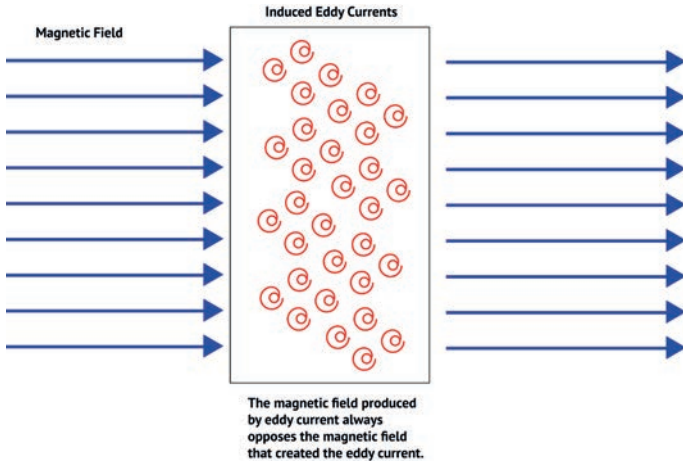 Induced Eddy Currents
Magnetic Field
The magnetic field produced
by eddy current always
opposes the magnetic field
that created the eddy current.